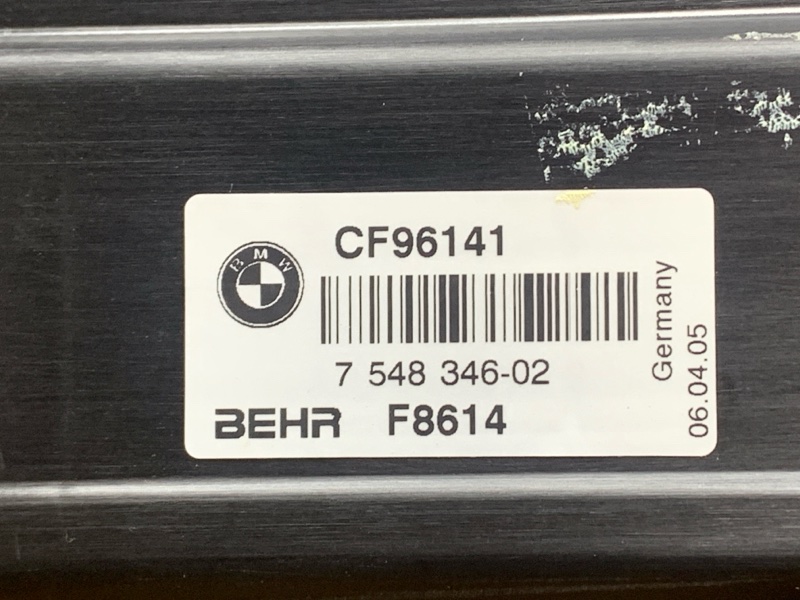 CF96141
BMW
7 548 346-02
BEHR F8614
Germany
06.04.05